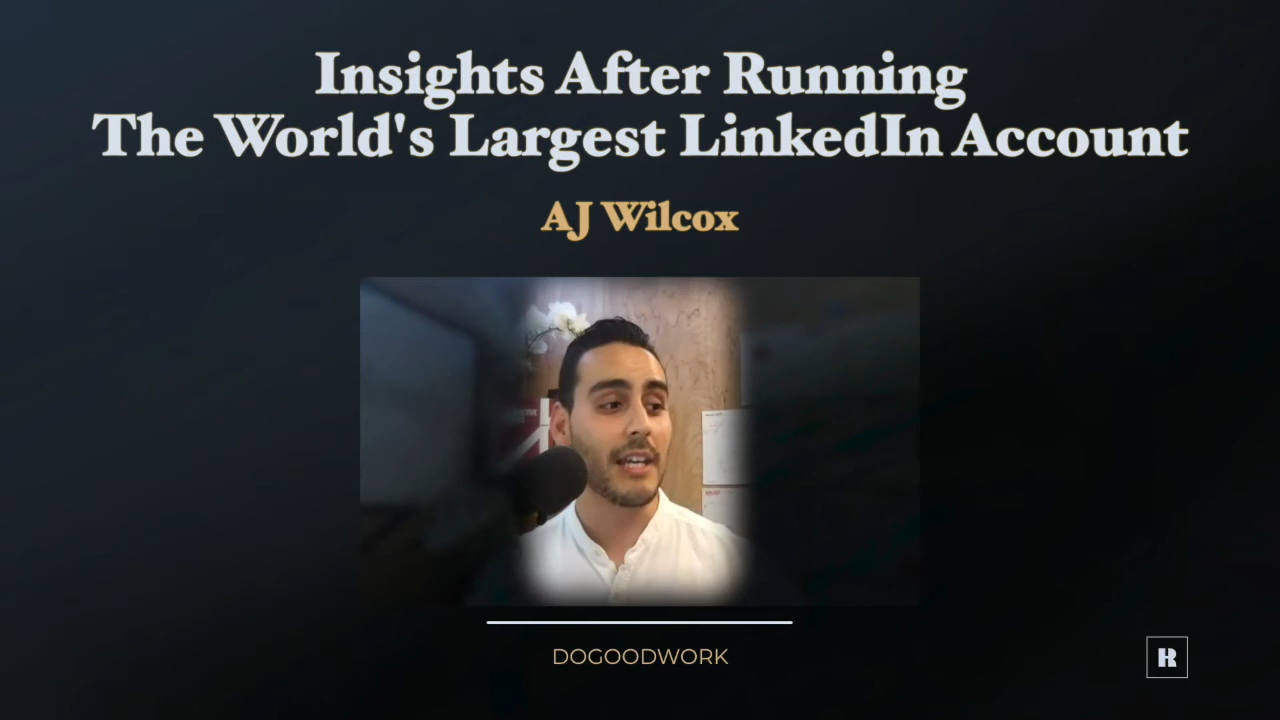 Insights After Running
The World's Largest LinkedIn Account
AJ Wilcox
DOGOODWORK
R